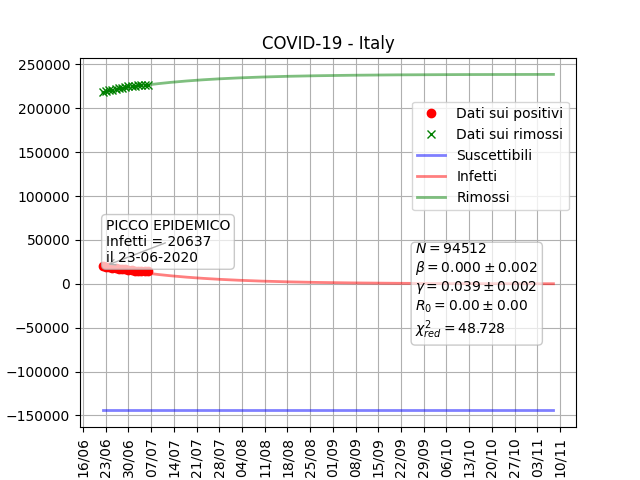 COVID-19 - Italy
250000
200000
150000
100000
50000
0
−50000
−100000
−150000
Dati sui positivi
Dati sui rimossi
Suscettibili
Infetti
Rimossi
PICCO EPIDEMICO
Infetti = 20637
il 23-06-2020
N = 94512
β = 0.000 ± 0.002
γ = 0.039 ± 0.002
R₀ = 0.00 ± 0.00
χ²red = 48.728
16/06
23/06
30/06
07/07
14/07
21/07
28/07
04/08
11/08
18/08
25/08
01/09
08/09
15/09
22/09
29/09
06/10
13/10
20/10
27/10
03/11
10/11